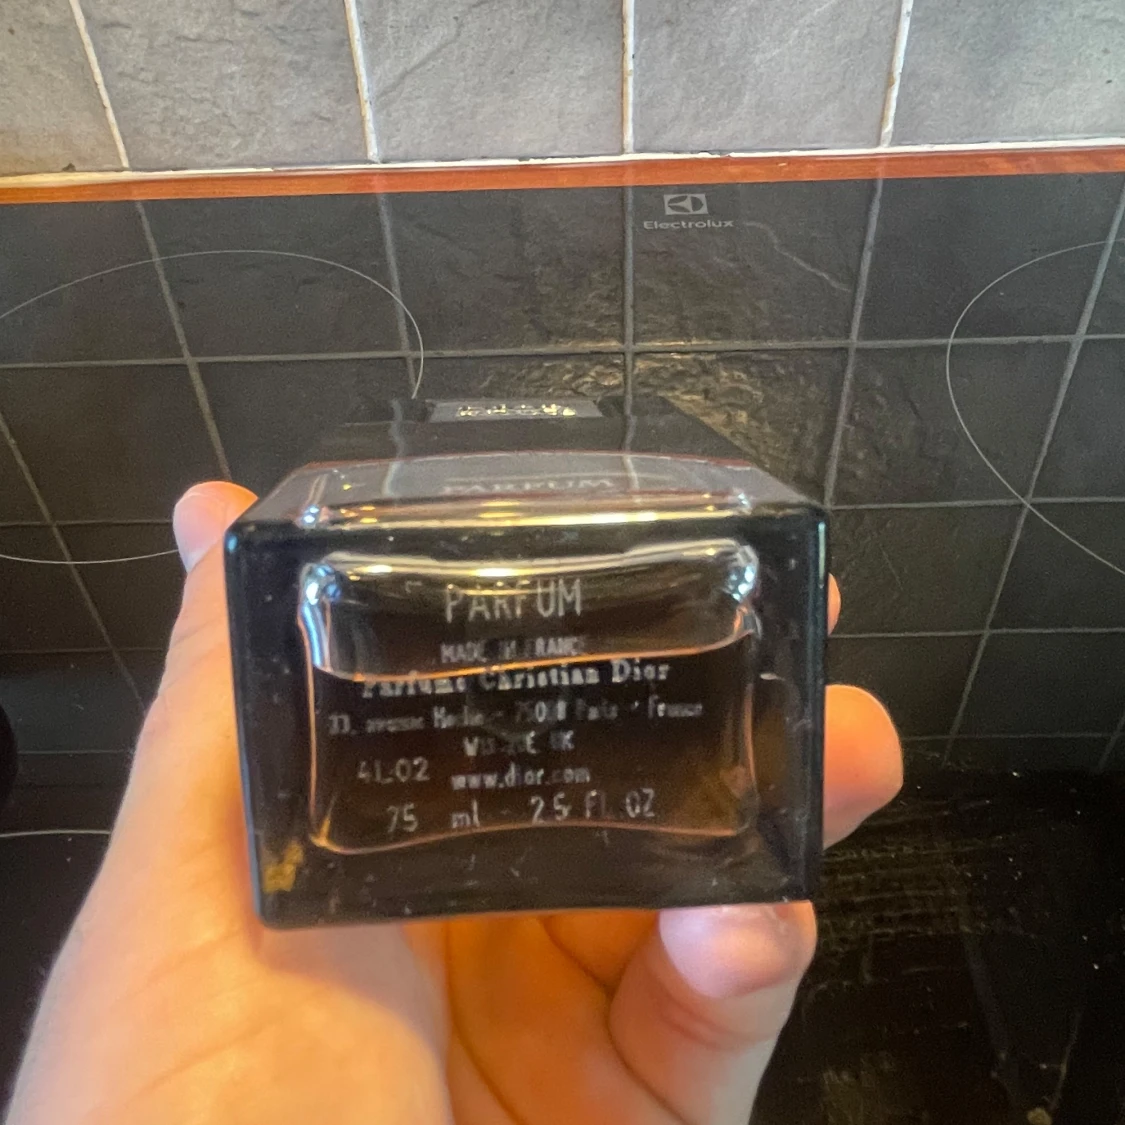 Electrolux
PARFUM
PARFUM
MADE IN FRANCE
Parfums Christian Dior
33, avenue Hoche - 75008 Paris - France
UK
4L02 www.dior.com
75 ml - 2.5 Fl. OZ